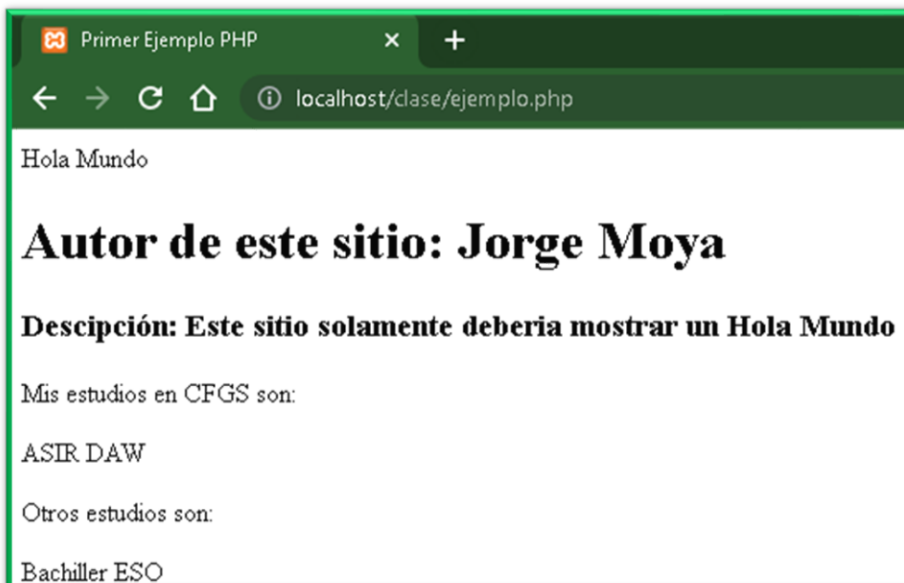 Primer Ejemplo PHP
localhost/clase/ejemplo.php
Hola Mundo
Autor de este sitio: Jorge Moya
Descipción: Este sitio solamente deberia mostrar un Hola Mundo
Mis estudios en CFGS son:
ASIR DAW
Otros estudios son:
Bachiller ESO